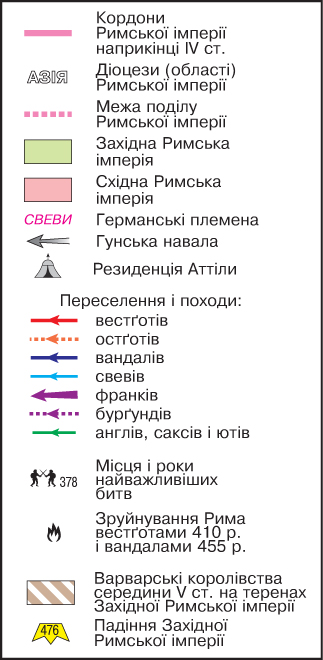 Кордони
Римської імперії
наприкінці IV ст.
АЗІЯ
Діоцези (області)
Римської імперії
Межа поділу
Римської імперії
Західна Римська
імперія
Східна Римська
імперія
СВЕВИ Германські племена
Гунська навала
Резиденція Аттіли
Переселення і походи:
вестґотів
остґотів
вандалів
свевів
франків
бурґундів
англів, саксів і ютів
Місця і роки
378 найважливіших
битв
Зруйнування Рима
вестґотами 410 р.
і вандалами 455 р.
Варварські королівства
середини V ст. на теренах
Західної Римської імперії
476 Падіння Західної
Римської імперії